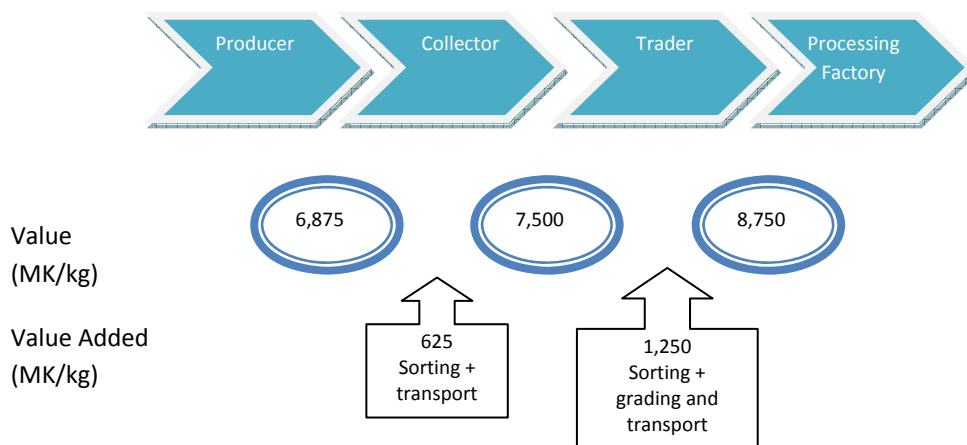 Producer
Collector
Trader
Processing
Factory
Value
(MK/kg)
6,875
7,500
8,750
Value Added
(MK/kg)
625
Sorting +
transport
1,250
Sorting +
grading and
transport